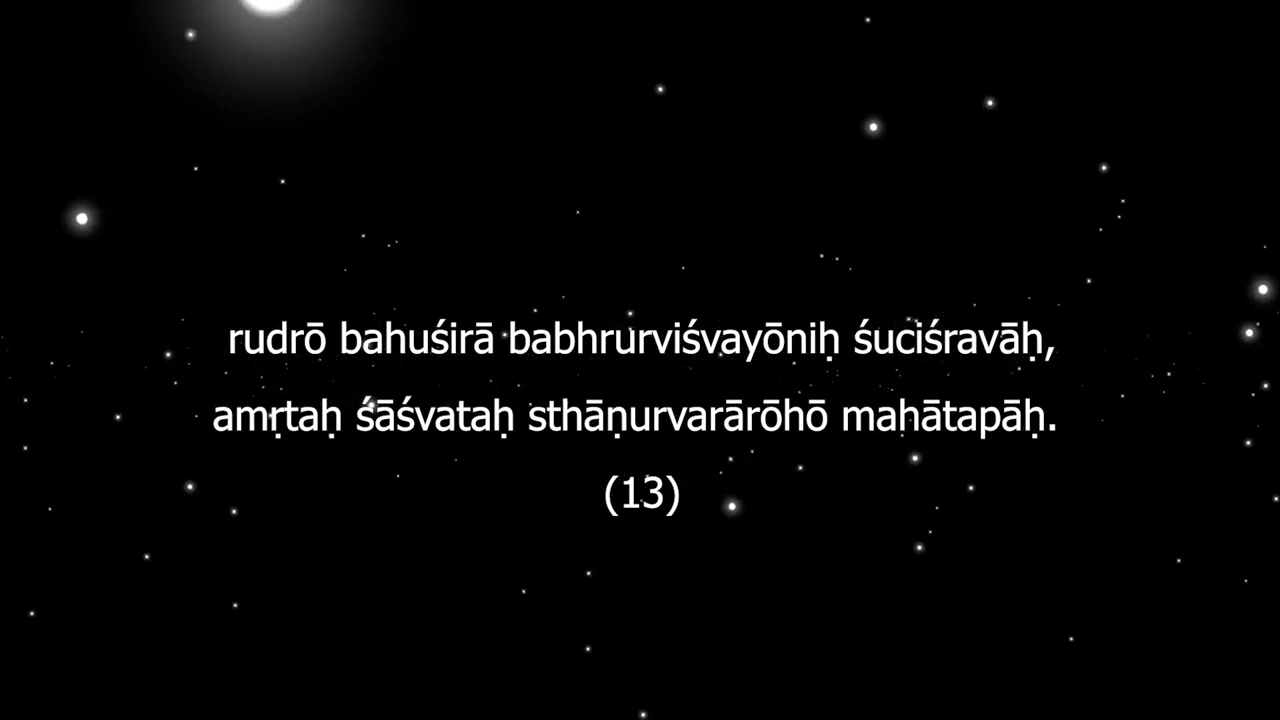 rudrō bahuśirā babhrurviśvayōniḥ śuciśravāḥ,
amṛtaḥ śāśvataḥ sthāṇurvarārōhō mahātapāḥ.
(13)